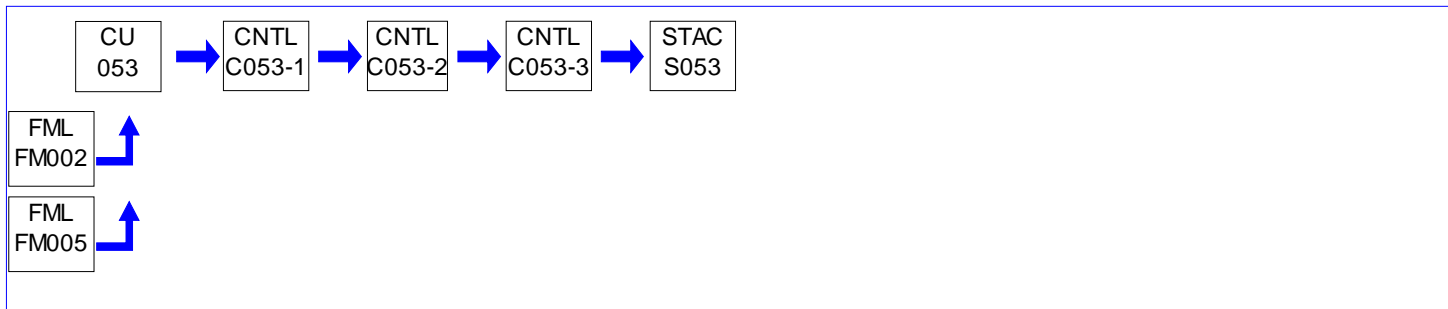 CU
053
CNTL
C053-1
CNTL
C053-2
CNTL
C053-3
STAC
S053
FML
FM002
FML
FM005